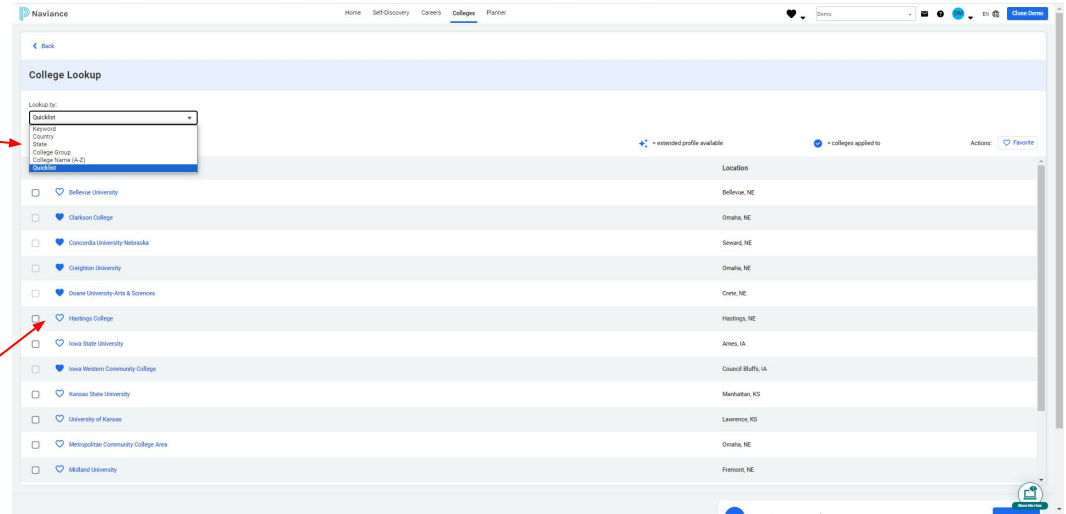 Naviance
Home Self-Discovery Careers Colleges Planner
Demo
DM
EN
Close Demo
Back
College Lookup
Lookup by:
Quicklist
Keyword
Country
State
College Group
College Name (A-Z)
Quicklist
= extended profile available
= colleges applied to
Actions: Favorite
Location
Bellevue University Bellevue, NE
Clarkson College Omaha, NE
Concordia University-Nebraska Seward, NE
Creighton University Omaha, NE
Doane University-Arts & Sciences Crete, NE
Hastings College Hastings, NE
Iowa State University Ames, IA
Iowa Western Community College Council Bluffs, IA
Kansas State University Manhattan, KS
University of Kansas Lawrence, KS
Metropolitan Community College Area Omaha, NE
Midland University Fremont, NE
Show Me How